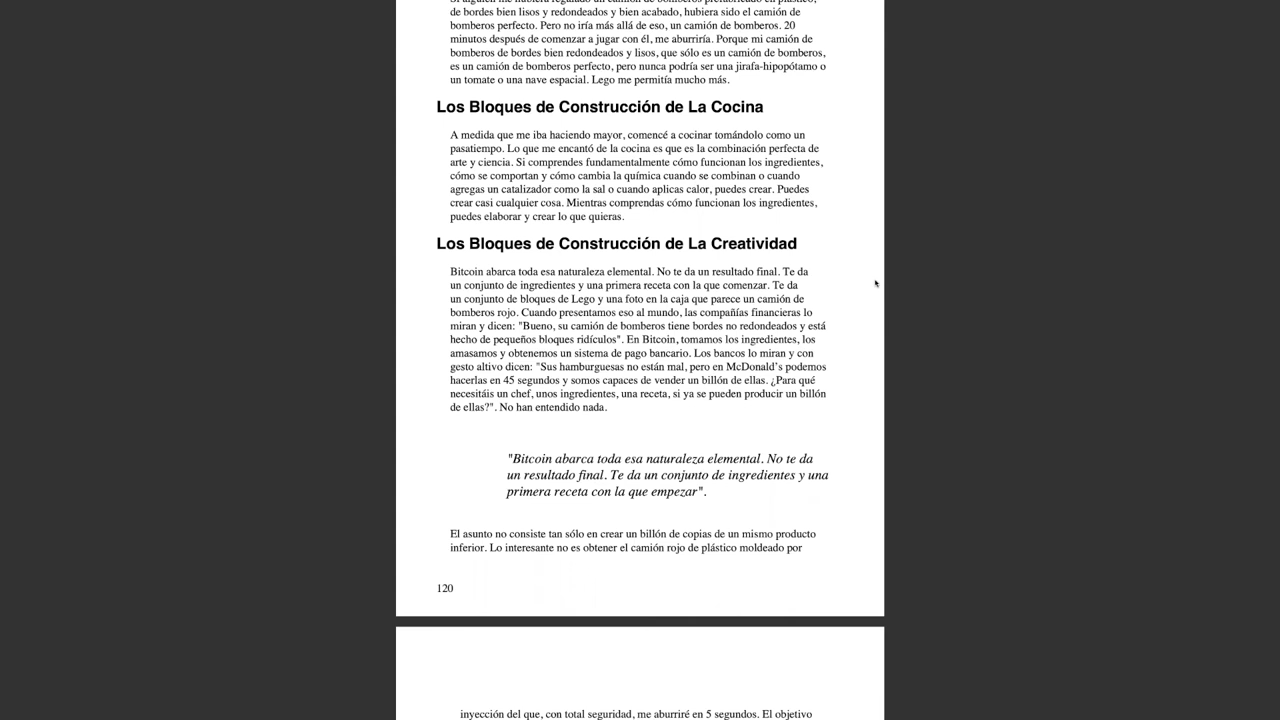 Si alguien me hubiera regalado un camión de bomberos prefabricado en plástico,
de bordes bien lisos y redondeados y bien acabado, hubiera sido el camión de
bomberos perfecto. Pero no iría más allá de eso, un camión de bomberos. 20
minutos después de comenzar a jugar con él, me aburriría. Porque mi camión de
bomberos de bordes bien redondeados y lisos, que sólo es un camión de bomberos,
es un camión de bomberos perfecto, pero nunca podría ser una jirafa-hipopótamo o
un tomate o una nave espacial. Lego me permitía mucho más.
Los Bloques de Construcción de La Cocina
A medida que me iba haciendo mayor, comencé a cocinar tomándolo como un
pasatiempo. Lo que me encantó de la cocina es que es la combinación perfecta de
arte y ciencia. Si comprendes fundamentalmente cómo funcionan los ingredientes,
cómo se comportan y cómo cambia la química cuando se combinan o cuando
agregas un catalizador como la sal o cuando aplicas calor, puedes crear. Puedes
crear casi cualquier cosa. Mientras comprendas cómo funcionan los ingredientes,
puedes elaborar y crear lo que quieras.
Los Bloques de Construcción de La Creatividad
Bitcoin abarca toda esa naturaleza elemental. No te da un resultado final. Te da
un conjunto de ingredientes y una primera receta con la que comenzar. Te da
un conjunto de bloques de Lego y una foto en la caja que parece un camión de
bomberos rojo. Cuando presentamos eso al mundo, las compañías financieras lo
miran y dicen: "Bueno, su camión de bomberos tiene bordes no redondeados y está
hecho de pequeños bloques ridículos". En Bitcoin, tomamos los ingredientes, los
amasamos y obtenemos un sistema de pago bancario. Los bancos lo miran y con
gesto altivo dicen: "Sus hamburguesas no están mal, pero en McDonald’s podemos
hacerlas en 45 segundos y somos capaces de vender un billón de ellas. ¿Para qué
necesitáis un chef, unos ingredientes, una receta, si ya se pueden producir un billón
de ellas?". No han entendido nada.
"Bitcoin abarca toda esa naturaleza elemental. No te da
un resultado final. Te da un conjunto de ingredientes y una
primera receta con la que empezar".
El asunto no consiste tan sólo en crear un billón de copias de un mismo producto
inferior. Lo interesante no es obtener el camión rojo de plástico moldeado por
120
inyección del que, con total seguridad, me aburriré en 5 segundos. El objetivo